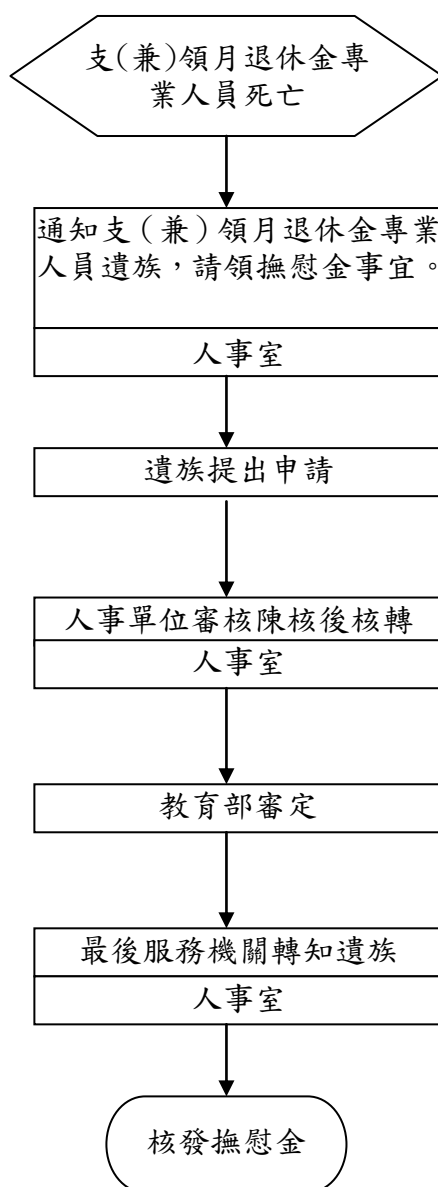 支(兼)領月退休金專
業人員死亡
通知支(兼)領月退休金專業
人員遺族,請領撫慰金事宜。
人事室
遺族提出申請
人事單位審核陳核後核轉
人事室
教育部審定
最後服務機關轉知遺族
人事室
核發撫慰金